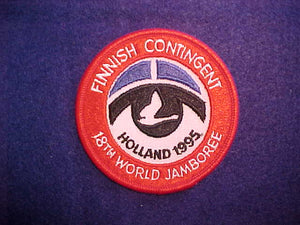 FINNISH CONTINGENT
HOLLAND 1995
18TH WORLD JAMBOREE